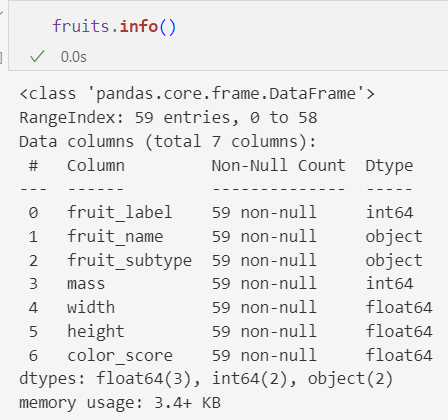 fruits.info()
0.0s
<class 'pandas.core.frame.DataFrame'>
RangeIndex: 59 entries, 0 to 58
Data columns (total 7 columns):
 #   Column         Non-Null Count  Dtype
---  ------         --------------  -----
 0   fruit_label    59 non-null     int64
 1   fruit_name     59 non-null     object
 2   fruit_subtype  59 non-null     object
 3   mass           59 non-null     int64
 4   width          59 non-null     float64
 5   height         59 non-null     float64
 6   color_score    59 non-null     float64
dtypes: float64(3), int64(2), object(2)
memory usage: 3.4+ KB